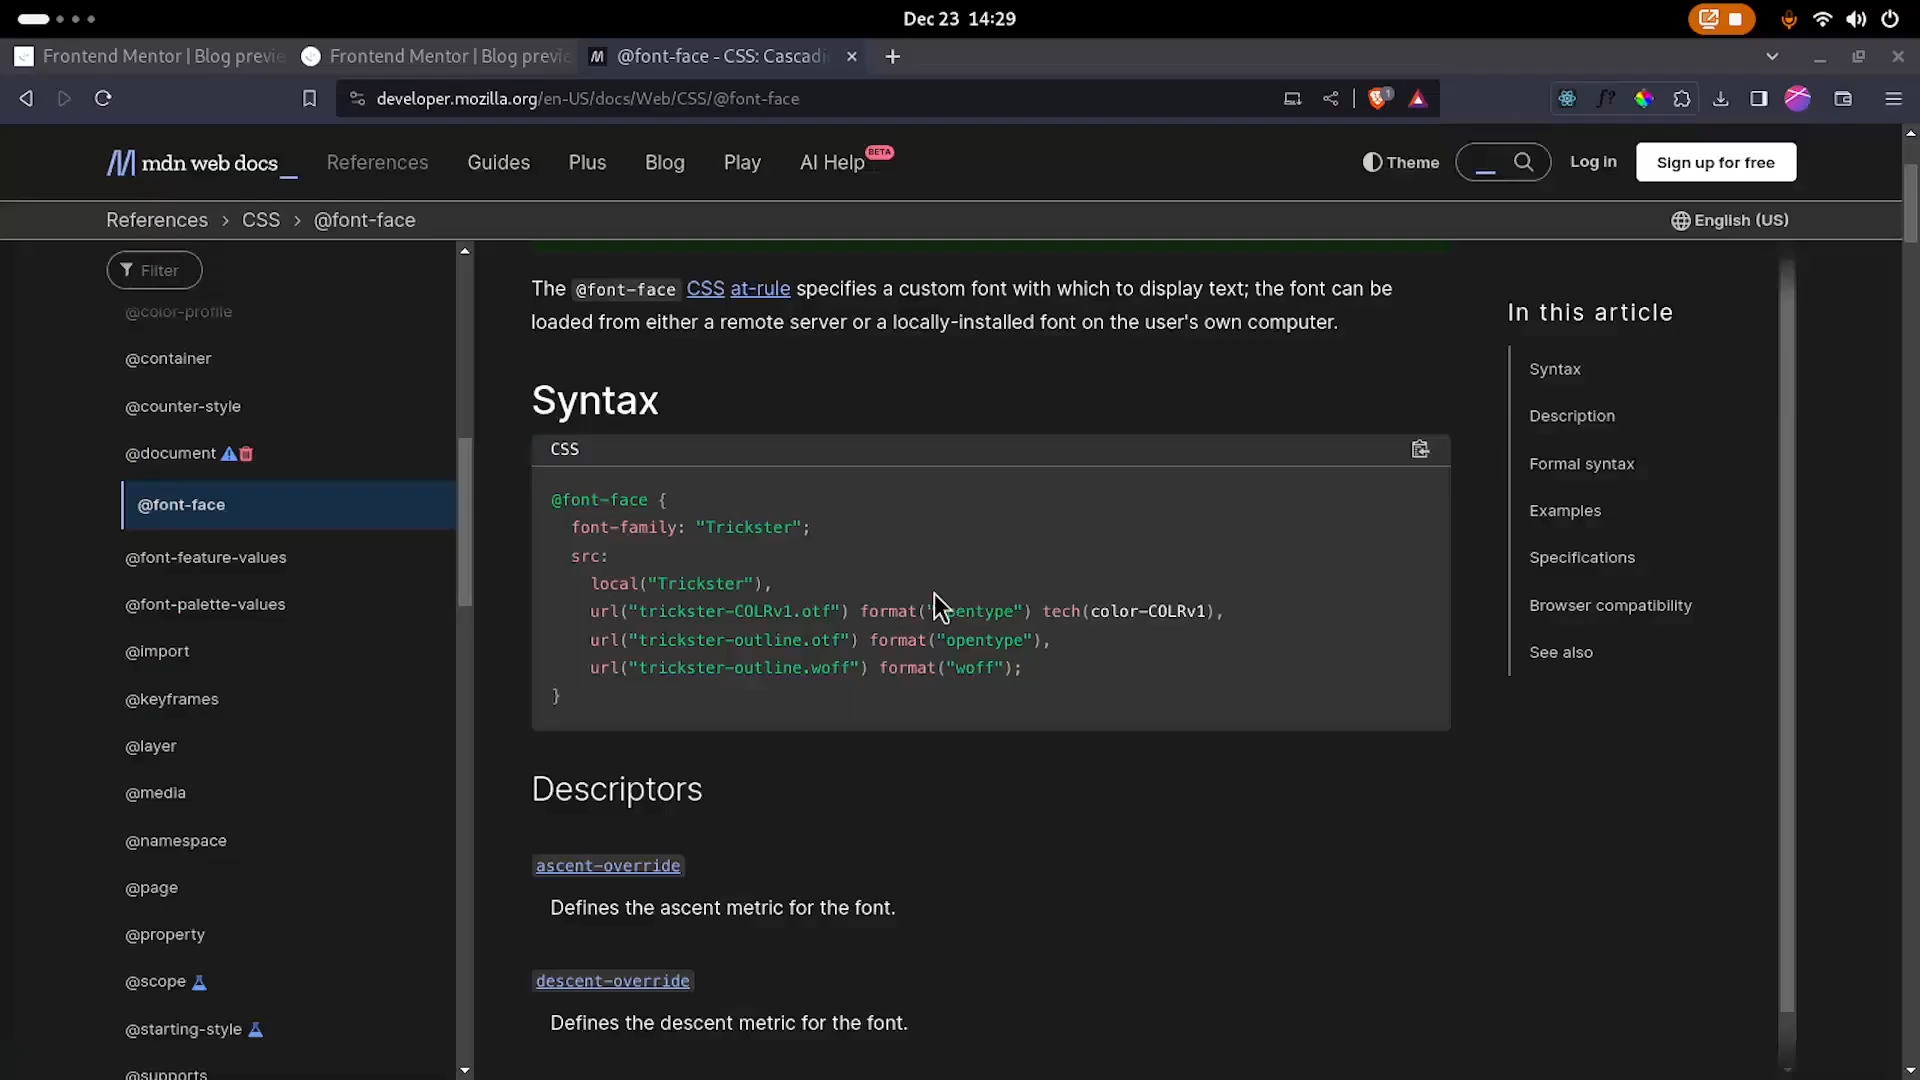 Dec 23 14:29
Frontend Mentor | Blog previe
Frontend Mentor | Blog previe
@font-face - CSS: Cascadi
developer.mozilla.org/en-US/docs/Web/CSS/@font-face
1
f?
mdn web docs
References
Guides
Plus
Blog
Play
AI Help
BETA
Theme
Log in
Sign up for free
References › CSS › @font-face
English (US)
Filter
@color-profile
@container
@counter-style
@document
@font-face
@font-feature-values
@font-palette-values
@import
@keyframes
@layer
@media
@namespace
@page
@property
@scope
@starting-style
@supports
The @font-face CSS at-rule specifies a custom font with which to display text; the font can be
loaded from either a remote server or a locally-installed font on the user's own computer.
Syntax
CSS
@font-face {
font-family: "Trickster";
src:
local("Trickster"),
url("trickster-COLRv1.otf") format("opentype") tech(color-COLRv1),
url("trickster-outline.otf") format("opentype"),
url("trickster-outline.woff") format("woff");
}
Descriptors
ascent-override
Defines the ascent metric for the font.
descent-override
Defines the descent metric for the font.
In this article
Syntax
Description
Formal syntax
Examples
Specifications
Browser compatibility
See also